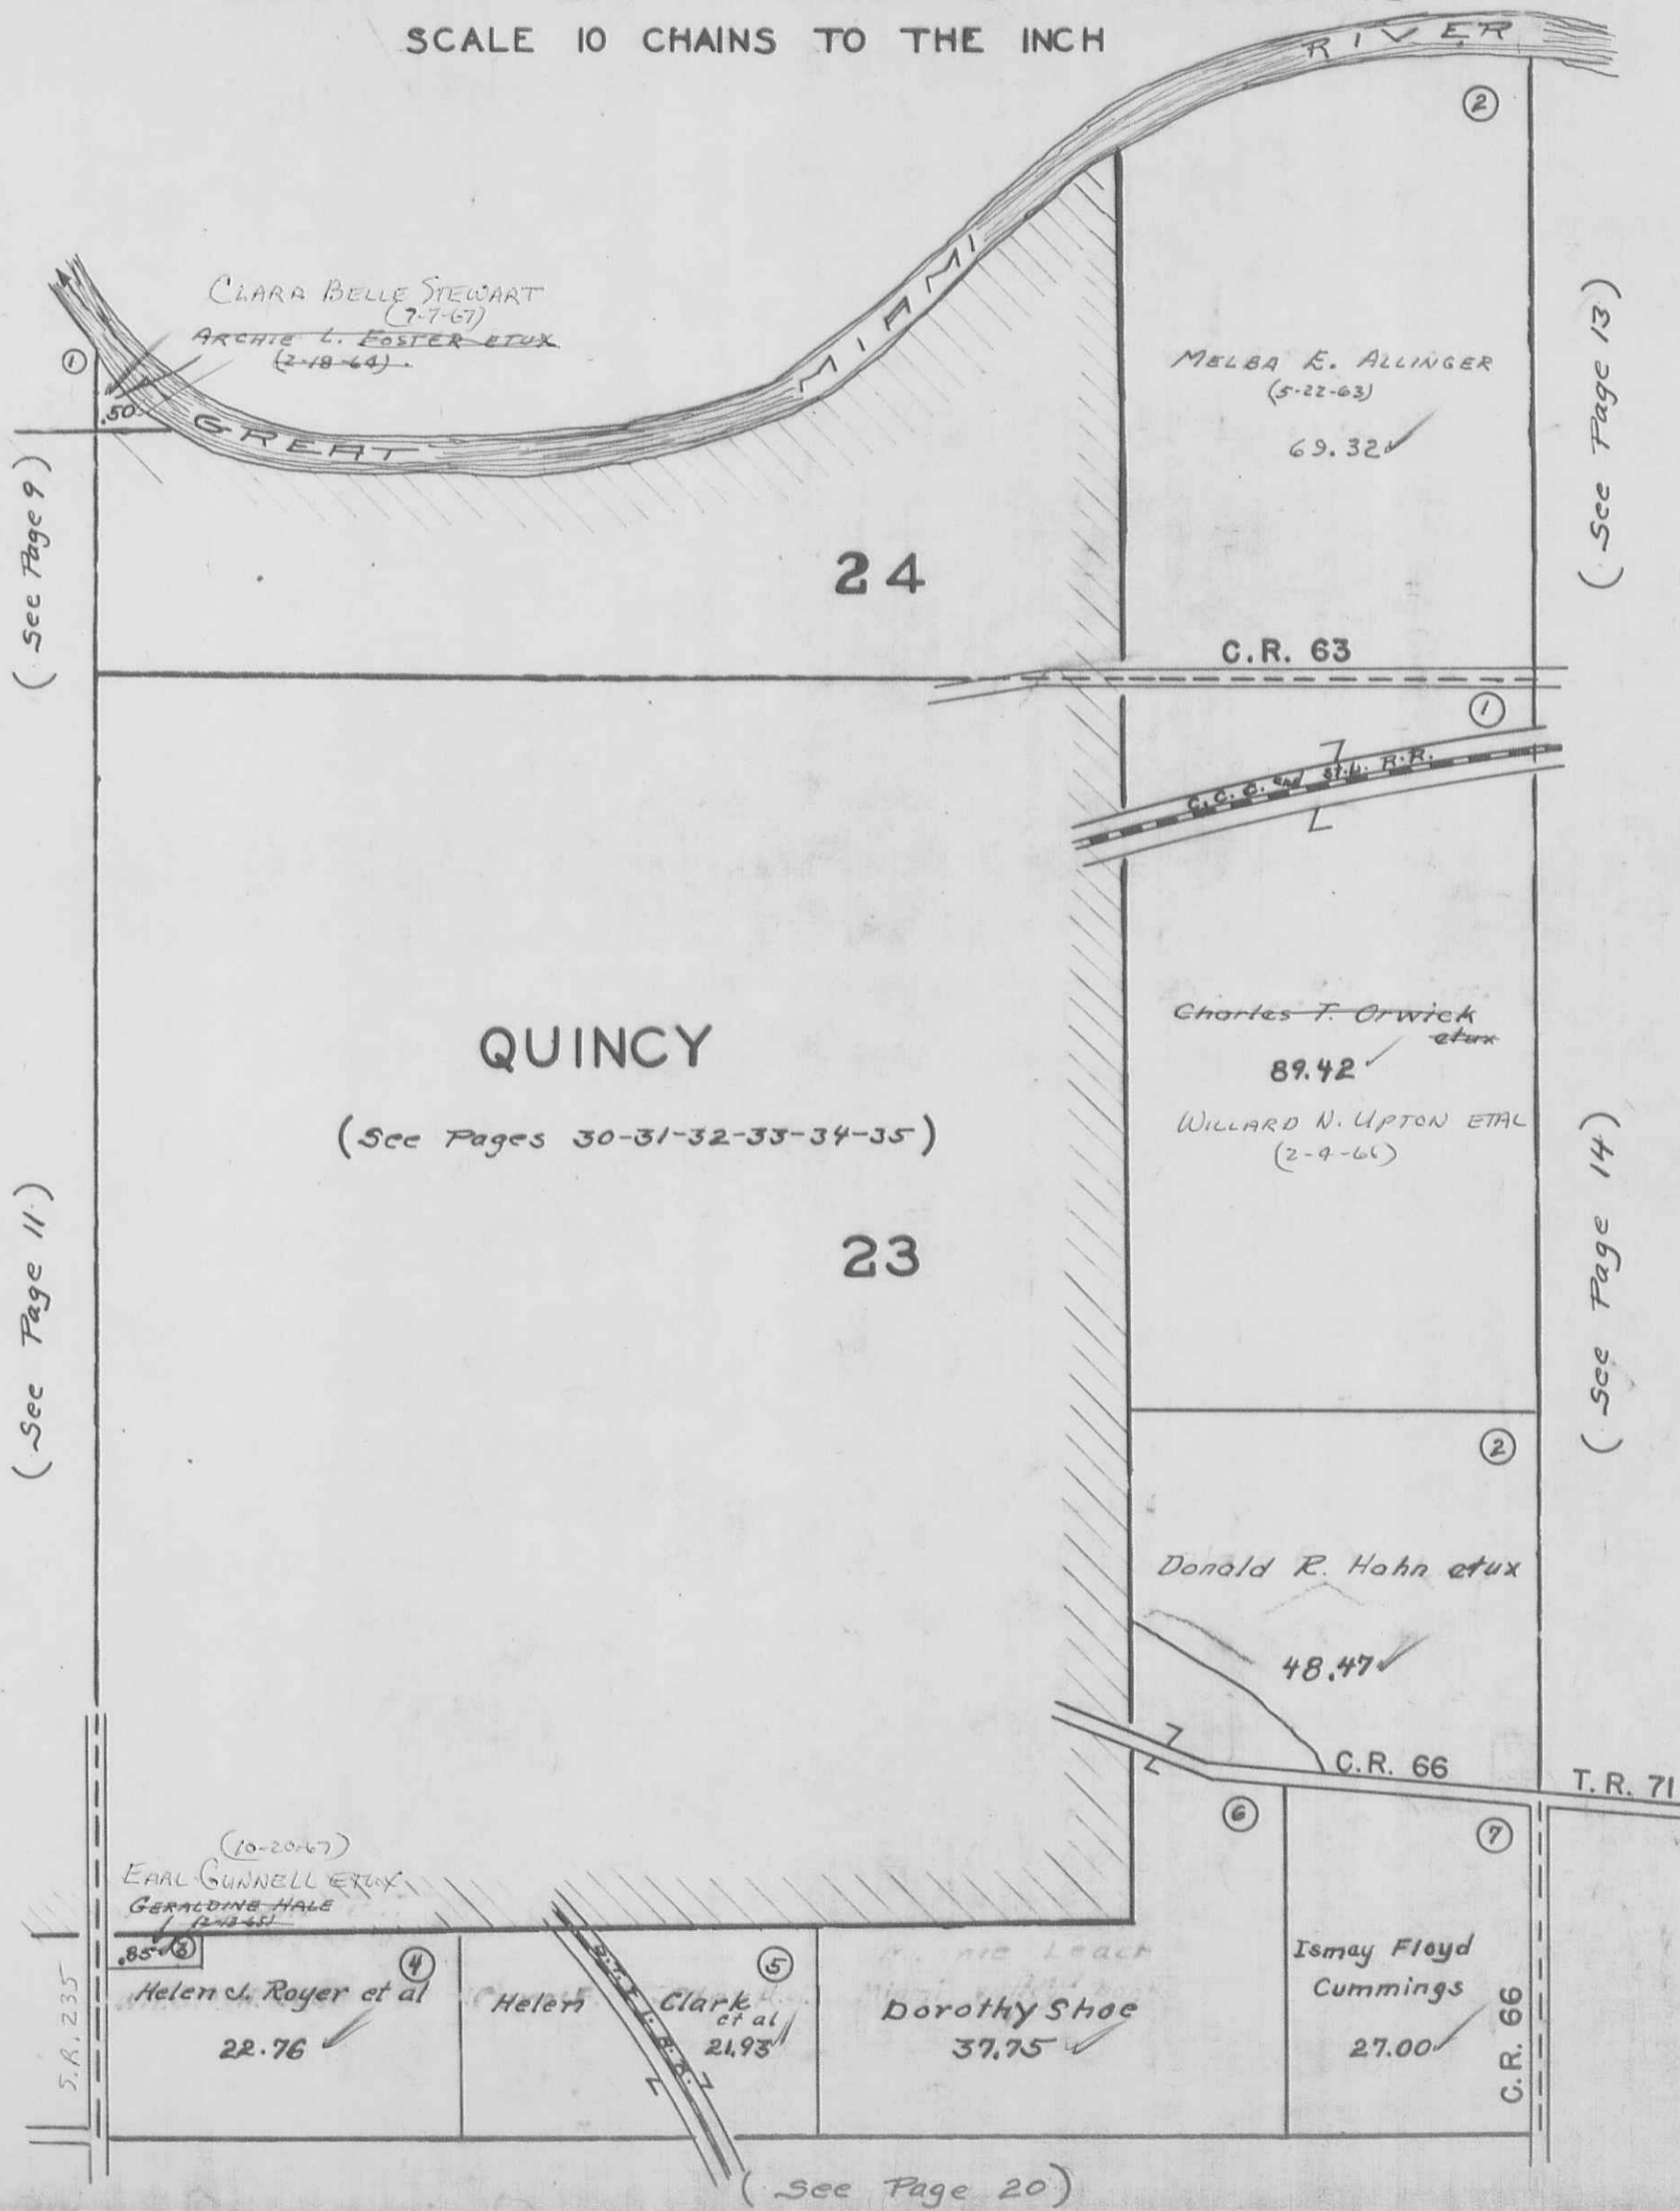 SCALE 10 CHAINS TO THE INCH
RIVER
2
CLARA BELLE STEWART
(7-7-67)
ARCHIE L. FOSTER ETUX
(2-18-64).
1
.50
GREAT
MIAMI
MELBA E. ALLINGER
(5-22-63)
69.32
(See Page 13)
(See Page 9)
24
C.R. 63
1
C.C.C. and St.L. R.R.
QUINCY
(See Pages 30-31-32-33-34-35)
Charles T. Orwick
etux
89.42
WILLARD N. UPTON ETAL
(2-4-66)
23
(See Page 11)
(See Page 14)
2
Donald R. Hahn etux
48.47
C.R. 66
T.R. 71
6
7
(10-20-67)
EARL GUNNELL ETUX
GERALDINE HALE
.85
3
4
Helen J. Royer et al
22.76
Helen
D.T. & I. R.R.
Clark
et al
21.93
5
Leach
Dorothy Shoe
37.75
Ismay Floyd
Cummings
27.00
C.R. 66
S.R. 235
(See Page 20)